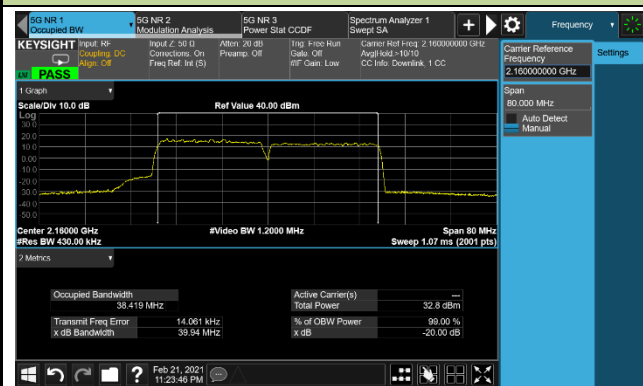 5G NR 1
Occupied BW
5G NR 2
Modulation Analysis
5G NR 3
Power Stat CCDF
Spectrum Analyzer 1
Swept SA
Frequency
KEYSIGHT
Input: RF
Coupling: DC
Align: Off
Input Z: 50 Ω
Corrections: On
Freq Ref: Int (S)
Atten: 20 dB
Preamp: Off
Trig: Free Run
Gate: Off
#IF Gain: Low
Carrier Ref Freq: 2.160000000 GHz
Avg|Hold:>10/10
CC Info: Downlink, 1 CC
LXI
PASS
Carrier Reference
Frequency
2.160000000 GHz
Settings
Span
80.000 MHz
Auto Detect
Manual
1 Graph
Scale/Div 10.0 dB
Ref Value 40.00 dBm
Log
30.0
20.0
10.0
0.00
-10.0
-20.0
-30.0
-40.0
-50.0
Center 2.16000 GHz
#Video BW 1.2000 MHz
Span 80 MHz
#Res BW 430.00 kHz
Sweep 1.07 ms (2001 pts)
2 Metrics
Occupied Bandwidth
38.419 MHz
Active Carrier(s)
---
Total Power
32.8 dBm
Transmit Freq Error
14.061 kHz
% of OBW Power
99.00 %
x dB Bandwidth
39.94 MHz
x dB
-20.00 dB
Feb 21, 2021
11:23:46 PM